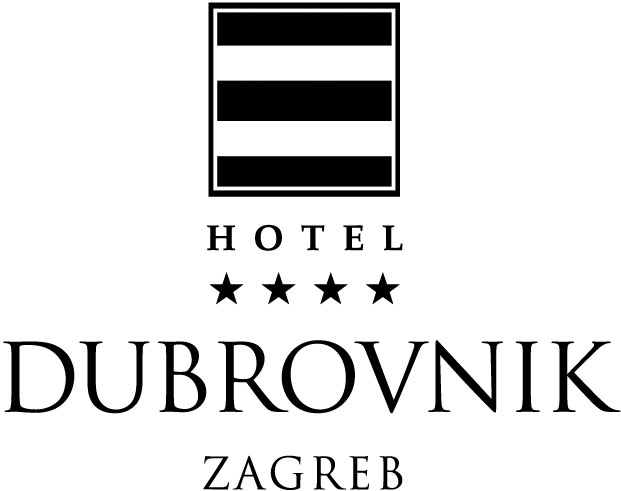 HOTEL
★★★★
DUBROVNIK
ZAGREB